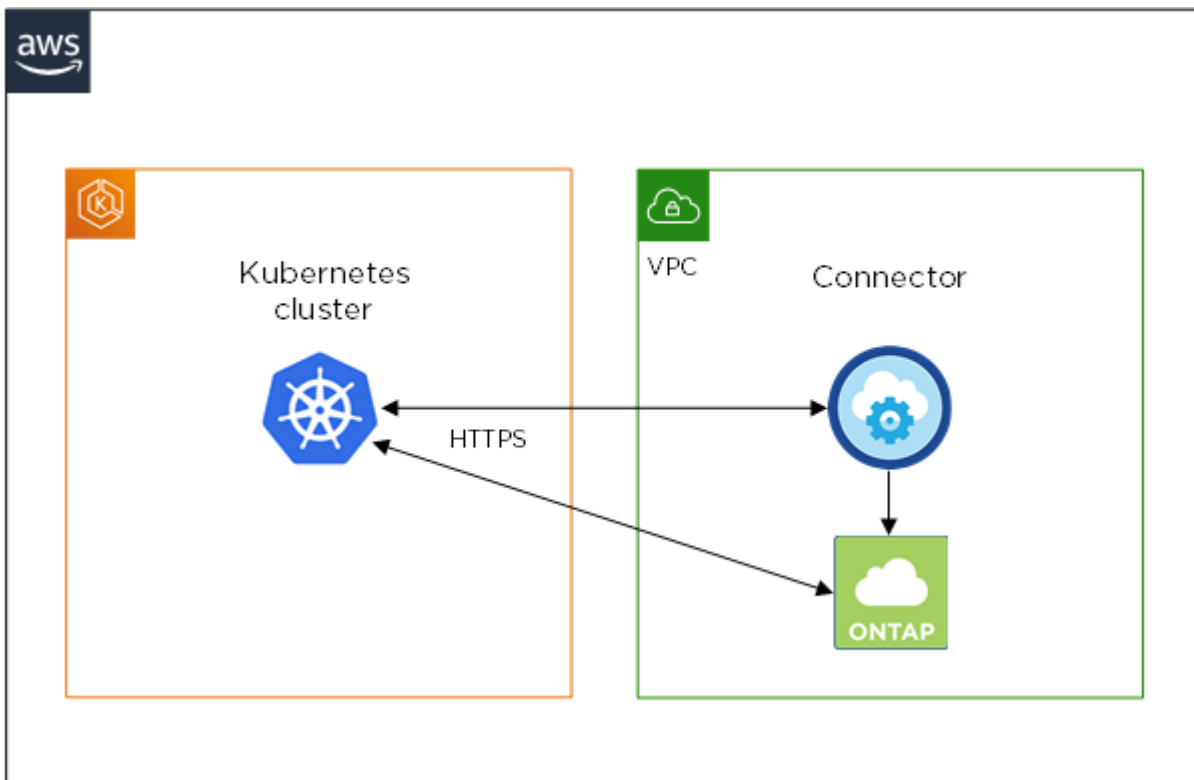 aws
K
Kubernetes
cluster
VPC
Connector
HTTPS
ONTAP